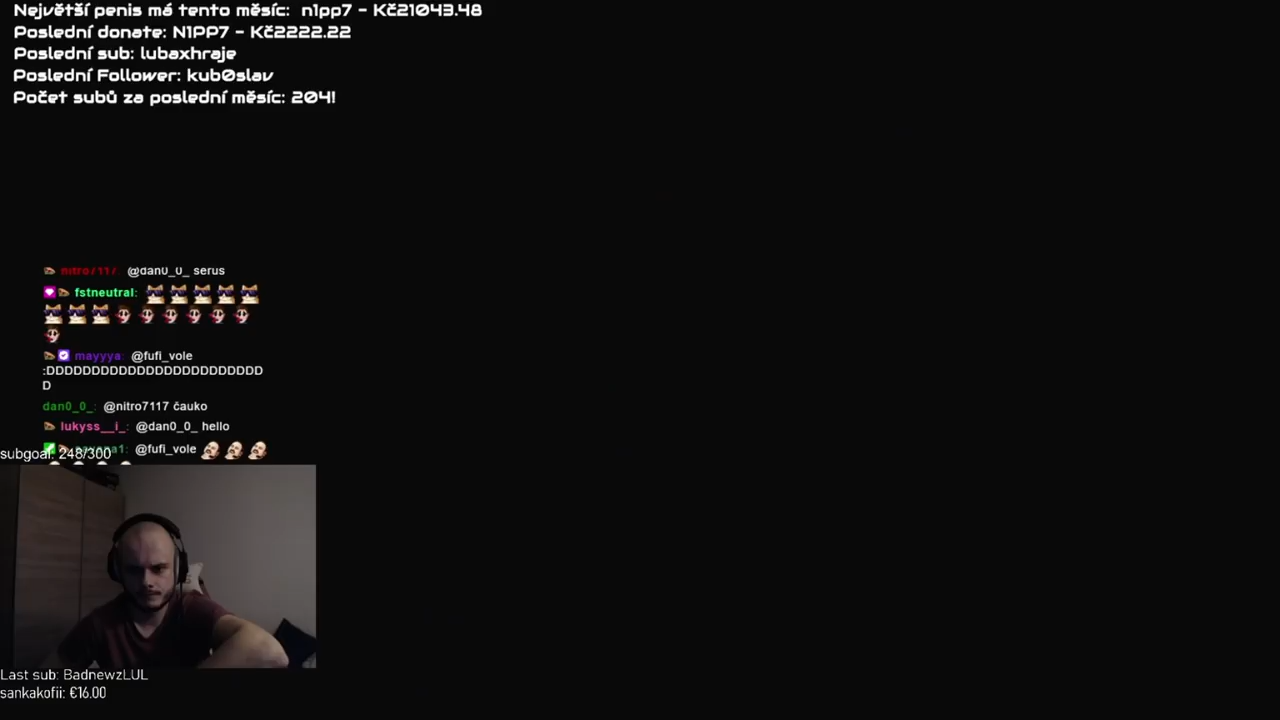 Největší penis má tento měsíc: n1pp7 - Kč21043.48
Poslední donate: N1PP7 - Kč2222.22
Poslední sub: lubaxhraje
Poslední Follower: kub0slav
Počet subů za poslední měsíc: 204!
nitro7117: @dan0_0_ serus
fstneutral:
mayyya: @fufi_vole
:DDDDDDDDDDDDDDDDDDDDDDDD
D
dan0_0_: @nitro7117 čauko
lukyss__i_: @dan0_0_ hello
@fufi_vole
subgoal: 248/300
Last sub: BadnewzLUL
sankakofii: €16.00